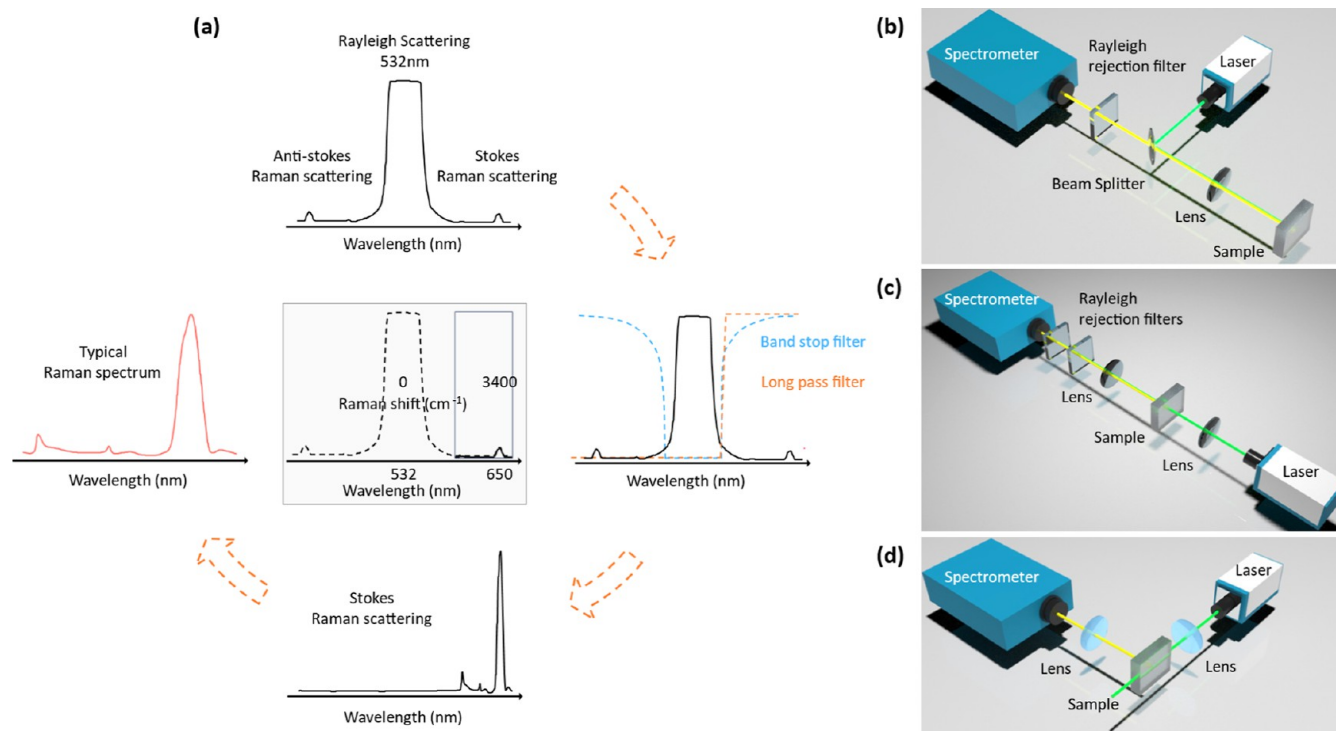 (a)
Rayleigh Scattering
532nm
Anti-stokes
Raman scattering
Stokes
Raman scattering
Wavelength (nm)
Typical
Raman spectrum
Wavelength (nm)
0
3400
Raman shift (cm⁻¹)
532
650
Wavelength (nm)
Band stop filter
Long pass filter
Wavelength (nm)
Stokes
Raman scattering
Wavelength (nm)
(b)
Spectrometer
Rayleigh
rejection filter
Laser
Beam Splitter
Lens
Sample
(c)
Spectrometer
Rayleigh
rejection filters
Lens
Sample
Lens
Laser
(d)
Spectrometer
Laser
Lens
Lens
Sample